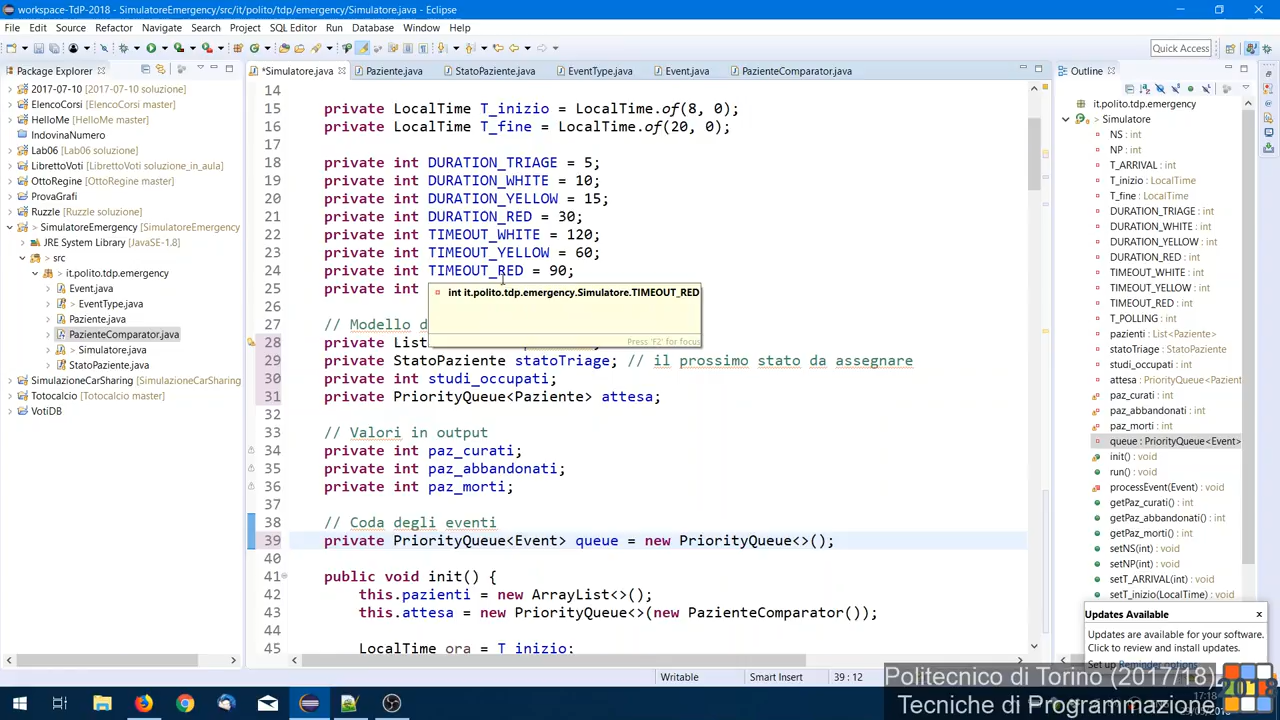 workspace-TdP-2018 - SimulatoreEmergency/src/it/polito/tdp/emergency/Simulatore.java - Eclipse
File Edit Source Refactor Navigate Search Project SQL Editor Run Database Window Help
Quick Access
Package Explorer
*Simulatore.java Paziente.java StatoPaziente.java EventType.java Event.java PazienteComparator.java
Outline
2017-07-10 (2017-07-10 soluzione)
ElencoCorsi (ElencoCorsi master)
HelloMe (HelloMe master)
IndovinaNumero
Lab06 (Lab06 soluzione)
LibrettoVoti (LibrettoVoti soluzione_in_aula)
OttoRegine (OttoRegine master)
ProvaGrafi
Ruzzle (Ruzzle soluzione)
SimulatoreEmergency (SimulatoreEmergency
JRE System Library (JavaSE-1.8)
src
it.polito.tdp.emergency
Event.java
EventType.java
Paziente.java
PazienteComparator.java
Simulatore.java
StatoPaziente.java
SimulazioneCarSharing (SimulazioneCarSharing
Totocalcio (Totocalcio master)
VotiDB
14
15 private LocalTime T_inizio = LocalTime.of(8, 0);
16 private LocalTime T_fine = LocalTime.of(20, 0);
17
18 private int DURATION_TRIAGE = 5;
19 private int DURATION_WHITE = 10;
20 private int DURATION_YELLOW = 15;
21 private int DURATION_RED = 30;
22 private int TIMEOUT_WHITE = 120;
23 private int TIMEOUT_YELLOW = 60;
24 private int TIMEOUT_RED = 90;
25 private int
int it.polito.tdp.emergency.Simulatore.TIMEOUT_RED
Press 'F2' for focus
26
27 // Modello d
28 private List
29 private StatoPaziente statoTriage; // il prossimo stato da assegnare
30 private int studi_occupati;
31 private PriorityQueue<Paziente> attesa;
32
33 // Valori in output
34 private int paz_curati;
35 private int paz_abbandonati;
36 private int paz_morti;
37
38 // Coda degli eventi
39 private PriorityQueue<Event> queue = new PriorityQueue<>();
40
41 public void init() {
42 this.pazienti = new ArrayList<>();
43 this.attesa = new PriorityQueue<>(new PazienteComparator());
44
45 LocalTime ora = T_inizio;
it.polito.tdp.emergency
Simulatore
NS : int
NP : int
T_ARRIVAL : int
T_inizio : LocalTime
T_fine : LocalTime
DURATION_TRIAGE : int
DURATION_WHITE : int
DURATION_YELLOW : int
DURATION_RED : int
TIMEOUT_WHITE : int
TIMEOUT_YELLOW : int
TIMEOUT_RED : int
T_POLLING : int
pazienti : List<Paziente>
statoTriage : StatoPaziente
studi_occupati : int
attesa : PriorityQueue<Pazient
paz_curati : int
paz_abbandonati : int
paz_morti : int
queue : PriorityQueue<Event>
init() : void
run() : void
processEvent(Event) : void
getPaz_curati() : int
getPaz_abbandonati() : int
getPaz_morti() : int
setNS(int) : void
setNP(int) : void
setT_ARRIVAL(int) : void
setT_inizio(LocalTime) : void
Updates Available
Updates are available for your software.
Click to review and install updates.
Set up Reminder options
Writable Smart Insert 39 : 12
Politecnico di Torino (2017/18)
Tecniche di Programmazione
17:18